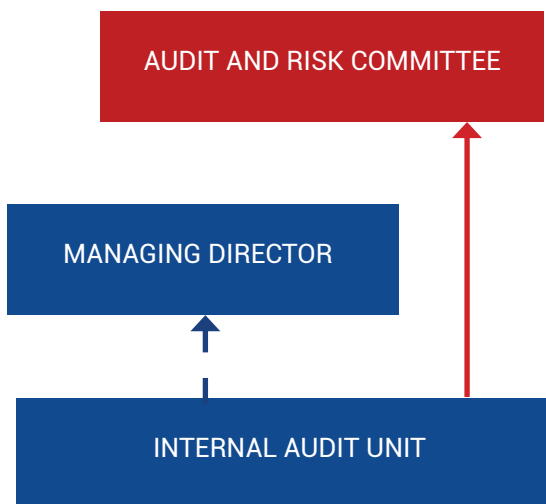 AUDIT AND RISK COMMITTEE
MANAGING DIRECTOR
INTERNAL AUDIT UNIT